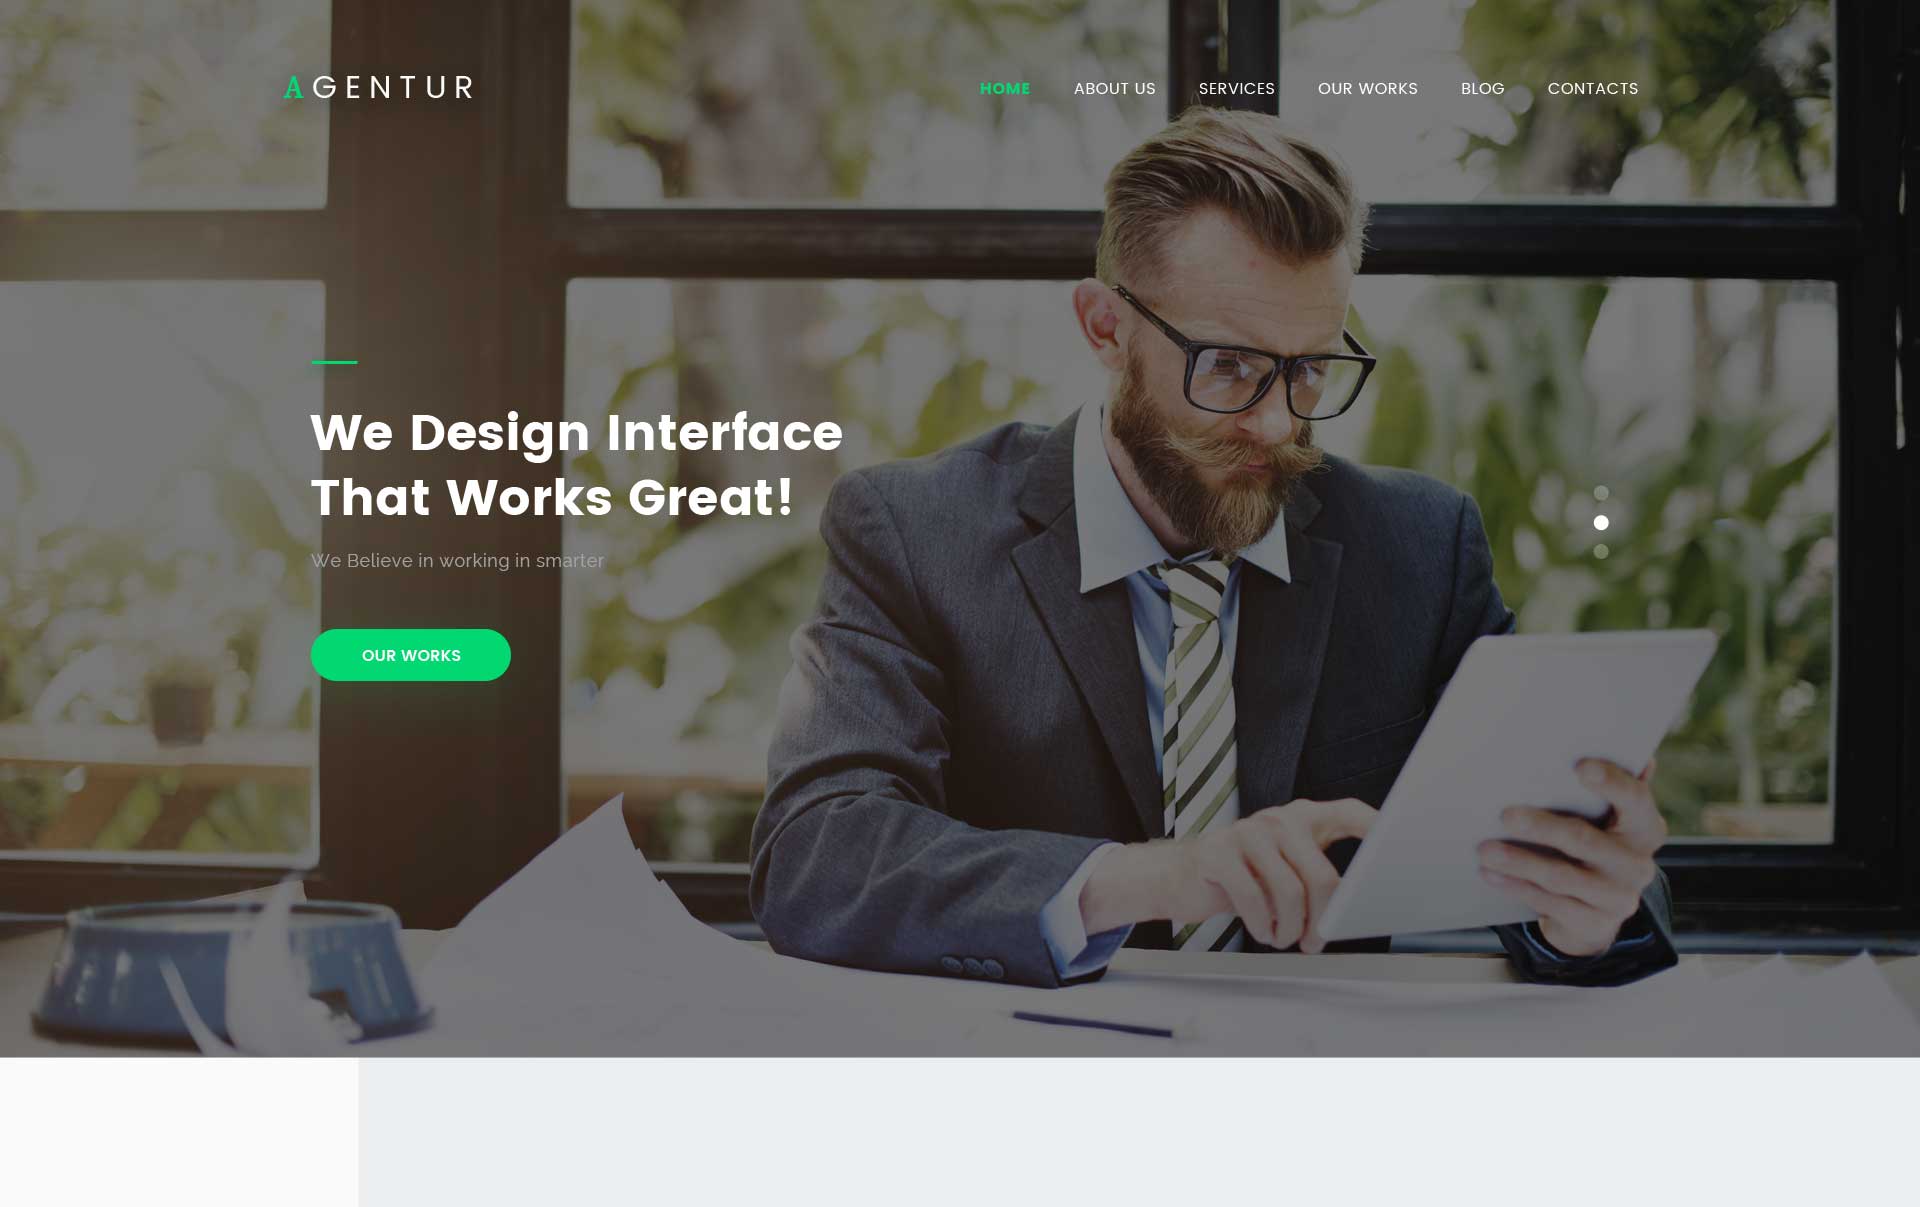 AGENTUR
HOME ABOUT US SERVICES OUR WORKS BLOG CONTACTS
We Design Interface
That Works Great!
We Believe in working in smarter
OUR WORKS